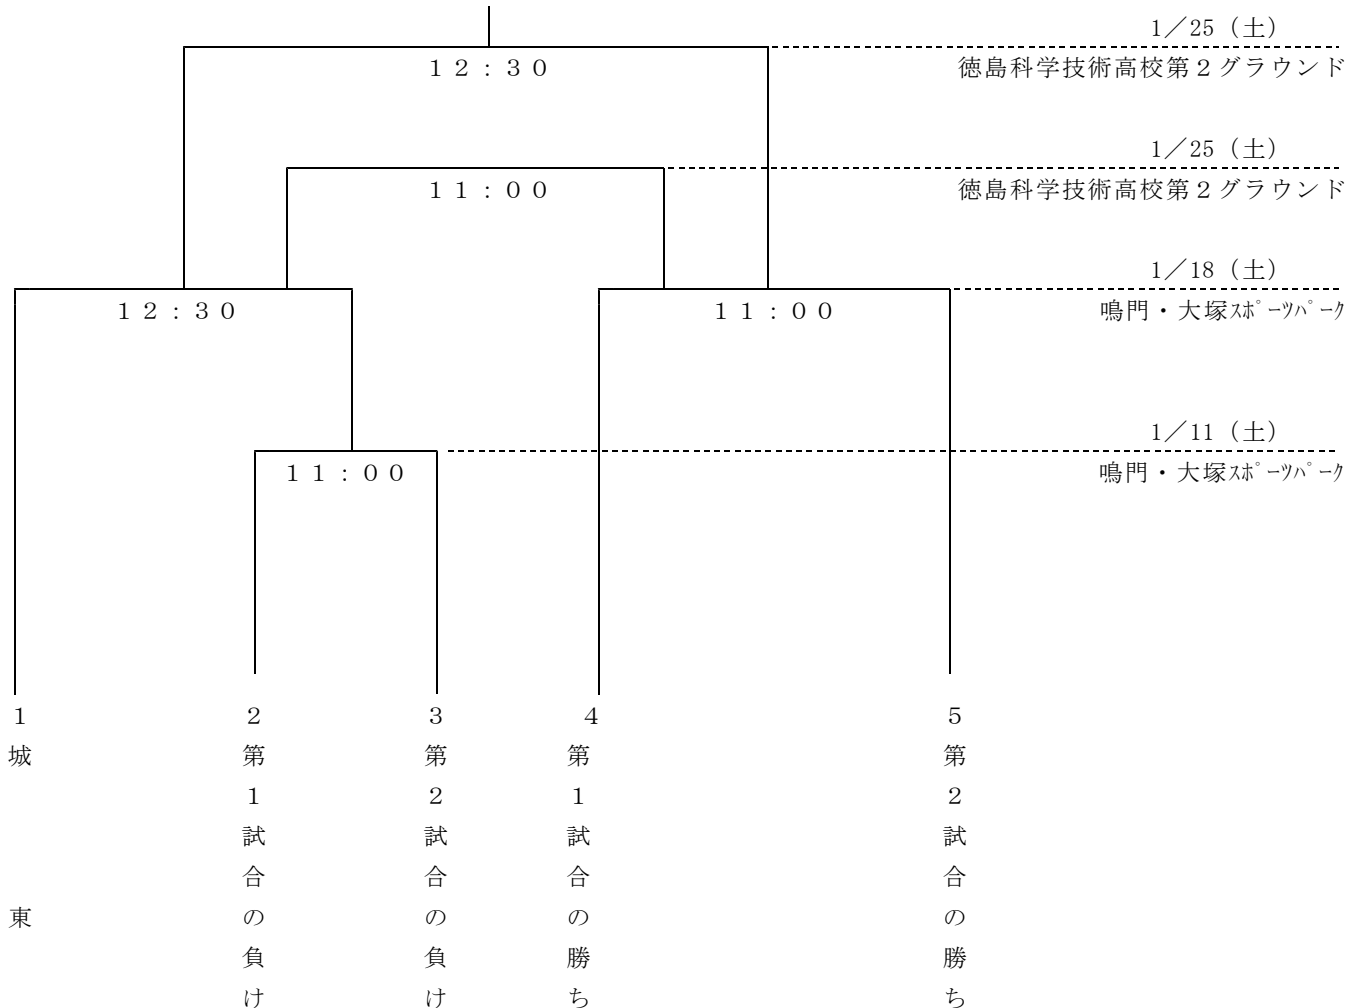 1／25（土）
１２：３０
徳島科学技術高校第２グラウンド
1／25（土）
１１：００
徳島科学技術高校第２グラウンド
1／18（土）
１２：３０
１１：００
鳴門・大塚ｽﾎﾟｰﾂﾊﾟｰｸ
1／11（土）
１１：００
鳴門・大塚ｽﾎﾟｰﾂﾊﾟｰｸ
１
城東
２
第１試合の負け
３
第２試合の負け
４
第１試合の勝ち
５
第２試合の勝ち